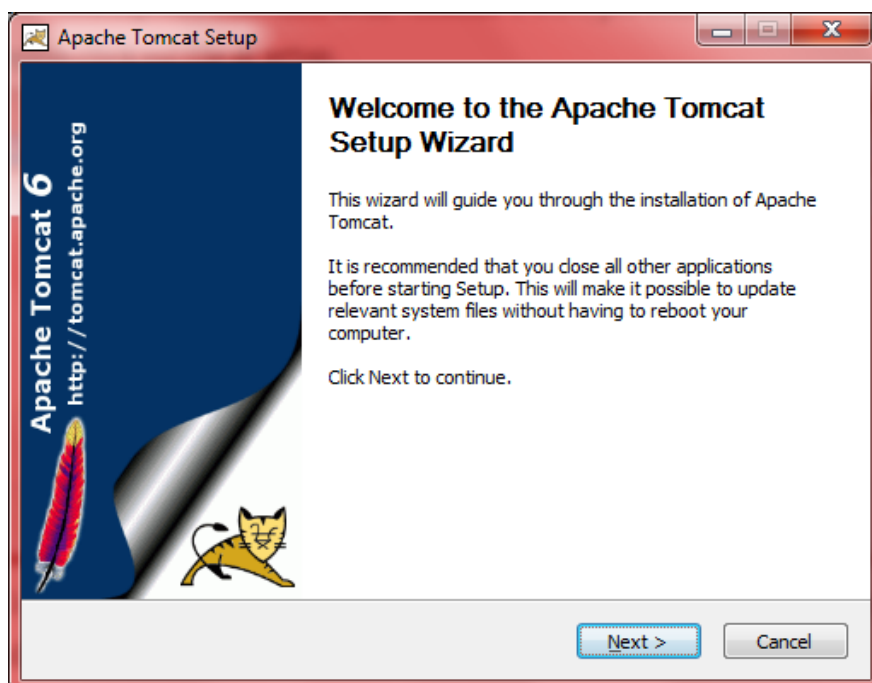 Apache Tomcat Setup
Apache Tomcat 6
http://tomcat.apache.org
Welcome to the Apache Tomcat
Setup Wizard
This wizard will guide you through the installation of Apache
Tomcat.
It is recommended that you close all other applications
before starting Setup. This will make it possible to update
relevant system files without having to reboot your
computer.
Click Next to continue.
Next >
Cancel